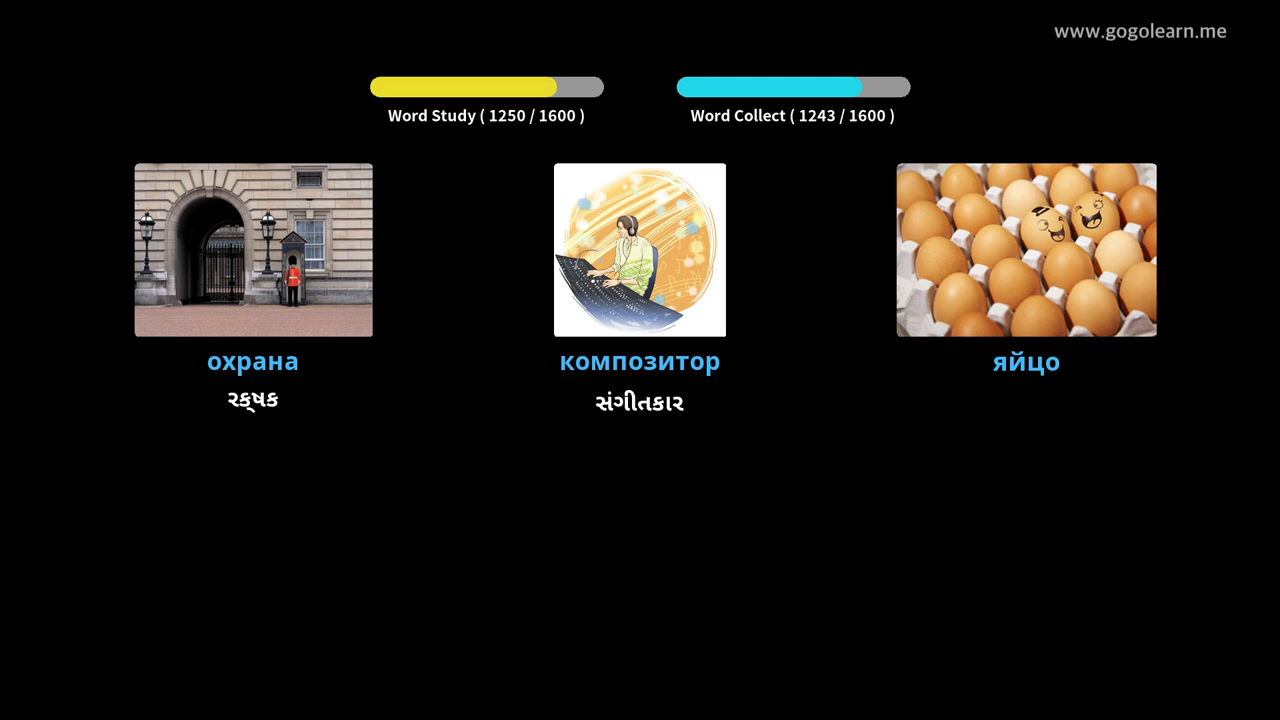 www.gogolearn.me
Word Study ( 1250 / 1600 )
Word Collect ( 1243 / 1600 )
охрана
композитор
яйцо
રક્ષક
સંગીતકાર